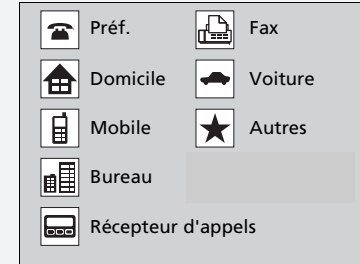 Préf.
Fax
Domicile
Voiture
Mobile
Autres
Bureau
Récepteur d'appels